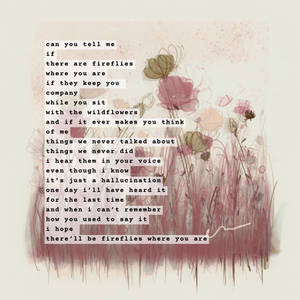 can you tell me
if
there are fireflies
where you are
if they keep you
company
while you sit
with the wildflowers
and if it ever makes you think
of me
things we never talked about
things we never did
i hear them in your voice
even though i know
it's just a hallucination
one day i'll have heard it
for the last time
and when i can't remember
how you used to say it
i hope
there'll be fireflies where you are